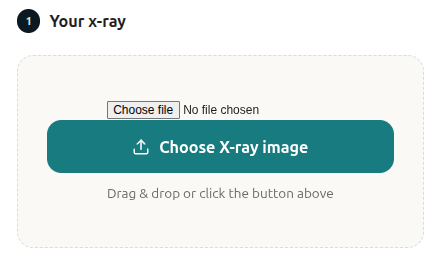 1 Your x-ray
Choose file No file chosen
Choose X-ray image
Drag & drop or click the button above